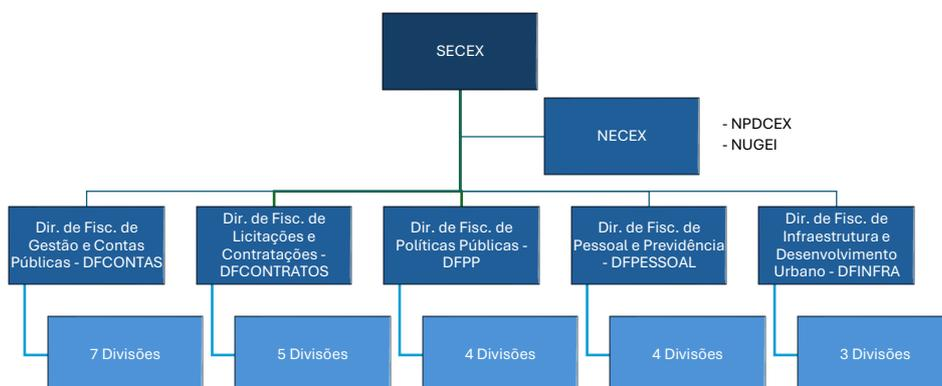 SECEX
NECEX
- NPDCEX
- NUGEI
Dir. de Fisc. de
Gestão e Contas
Públicas - DFCONTAS
Dir. de Fisc. de
Licitações e
Contratações -
DFCONTRATOS
Dir. de Fisc. de
Políticas Públicas -
DFPP
Dir. de Fisc. de
Pessoal e Previdência
- DFPESSOAL
Dir. de Fisc. de
Infraestrutura e
Desenvolvimento
Urbano - DFINFRA
7 Divisões
5 Divisões
4 Divisões
4 Divisões
3 Divisões